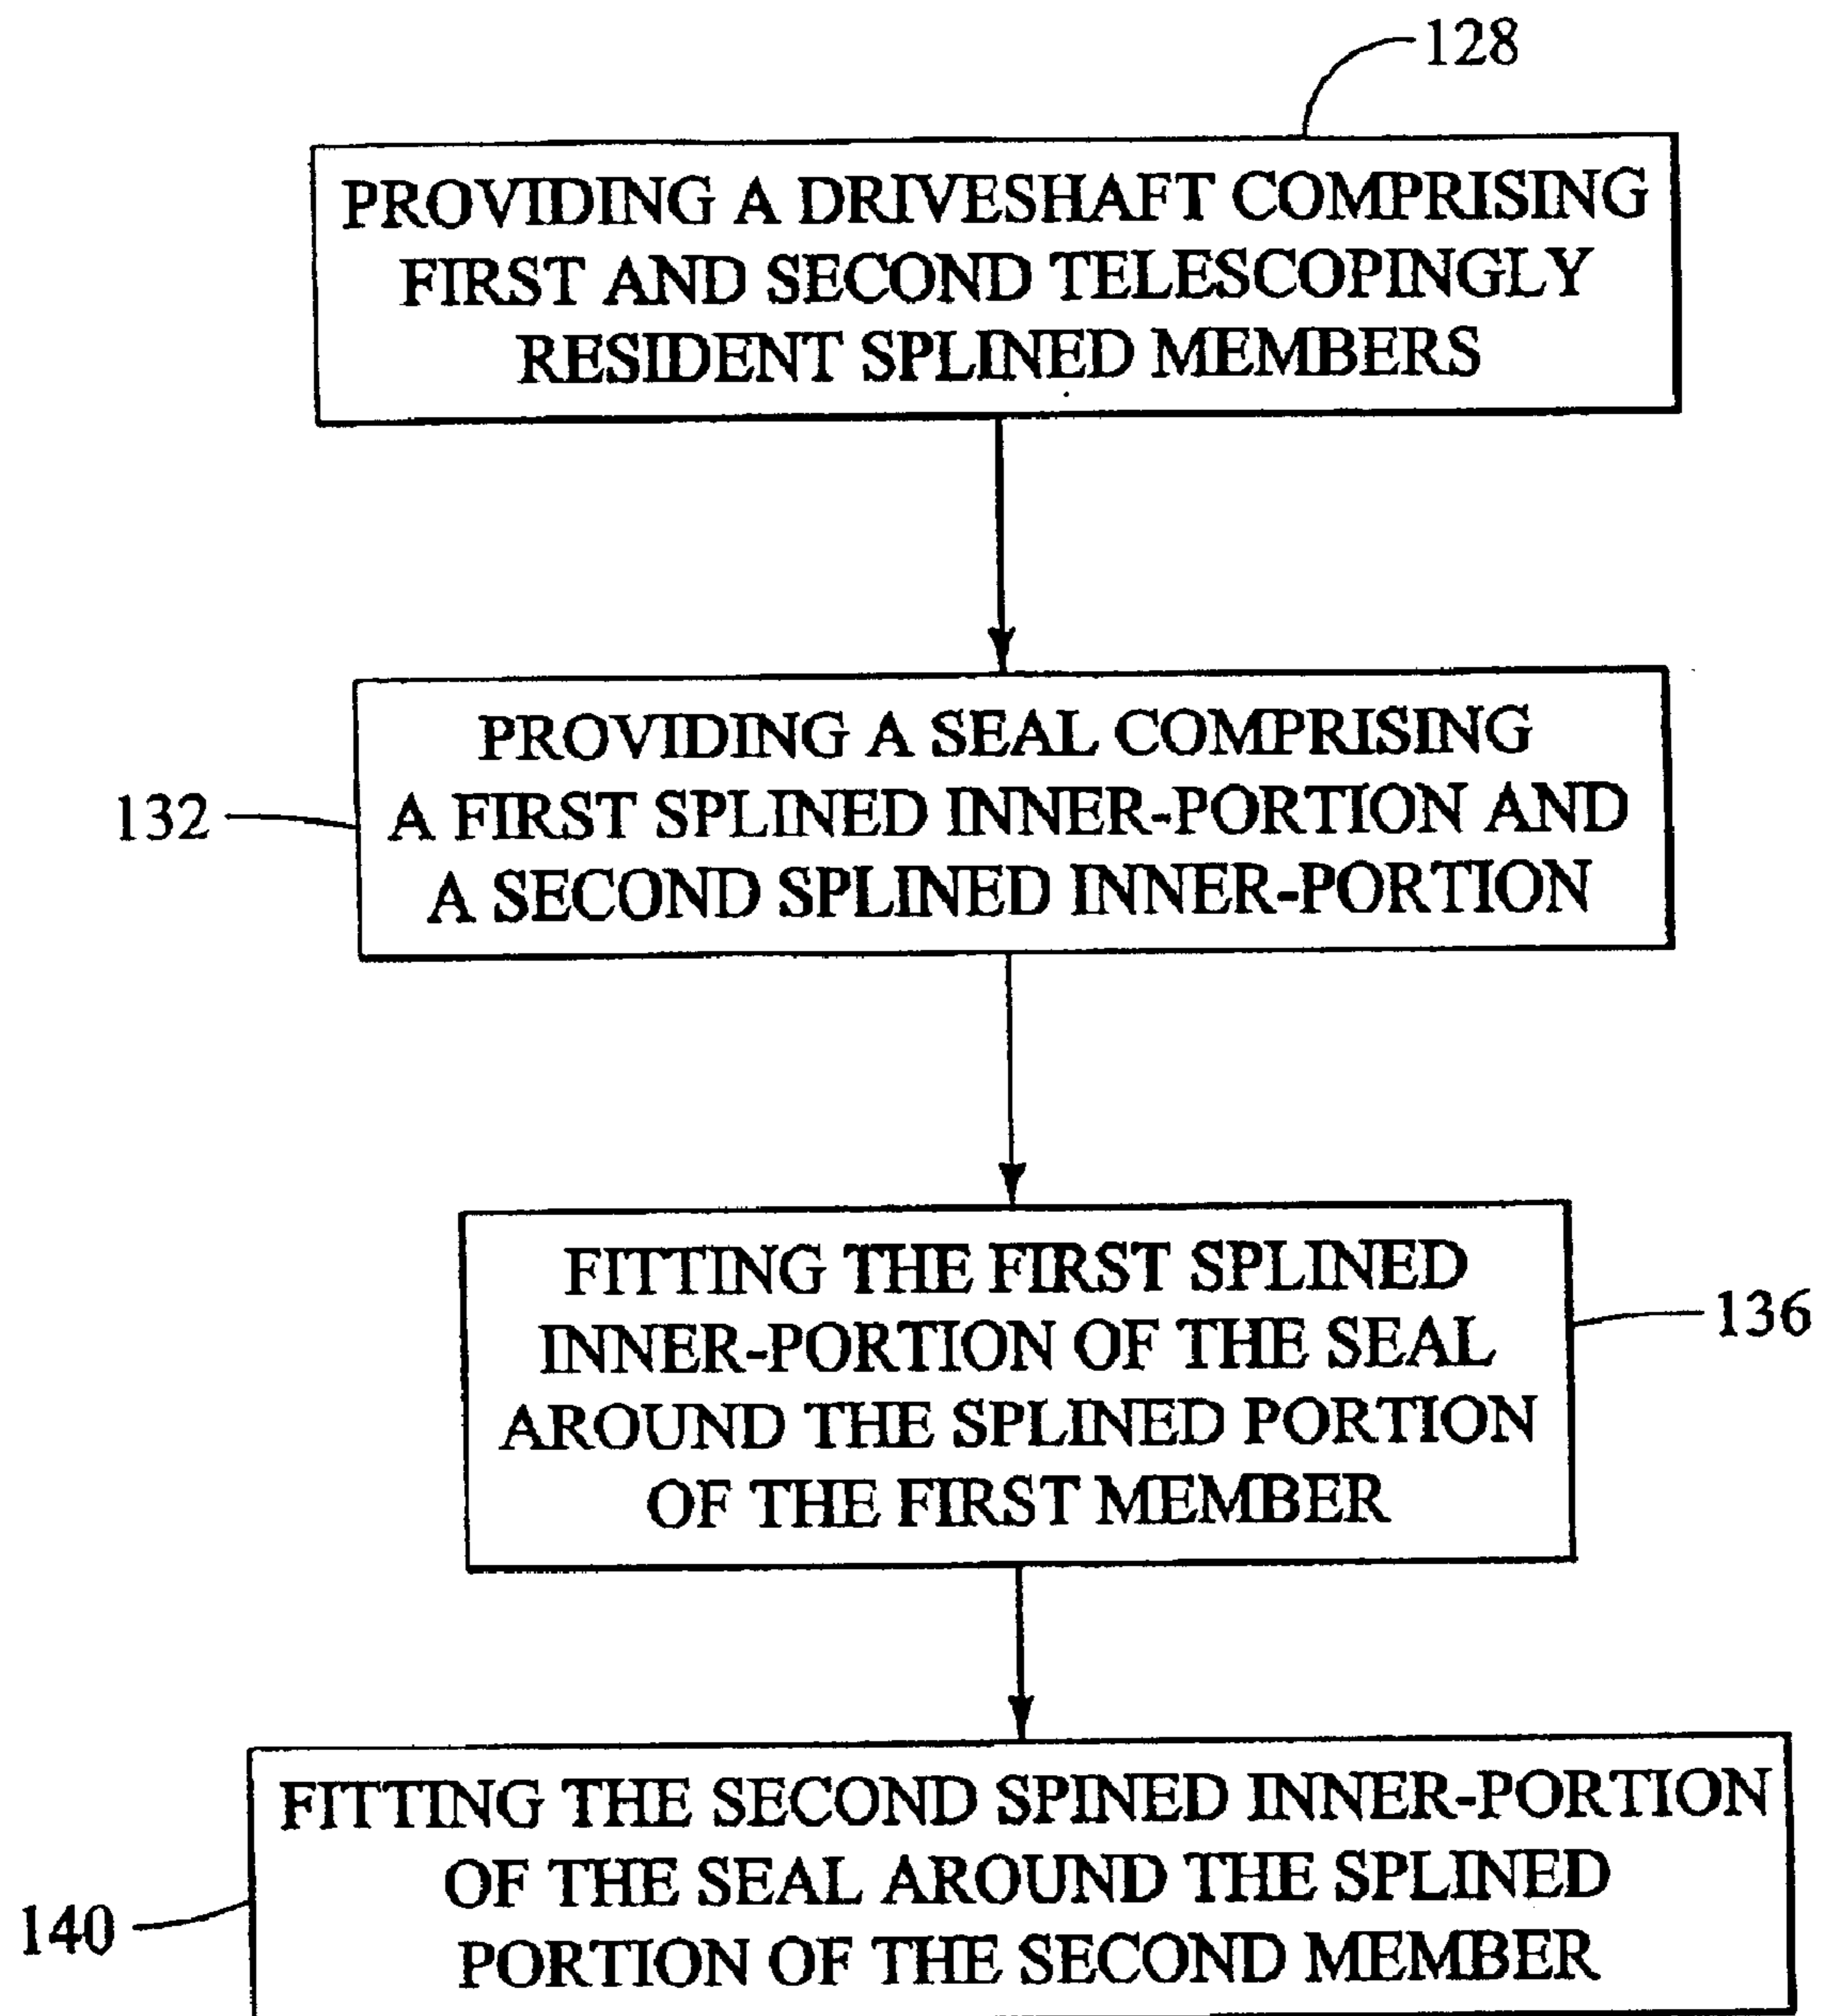 128
PROVIDING A DRIVESHAFT COMPRISING
FIRST AND SECOND TELESCOPINGLY
RESIDENT SPLINED MEMBERS
132
PROVIDING A SEAL COMPRISING
A FIRST SPLINED INNER-PORTION AND
A SECOND SPLINED INNER-PORTION
136
FITTING THE FIRST SPLINED
INNER-PORTION OF THE SEAL
AROUND THE SPLINED PORTION
OF THE FIRST MEMBER
140
FITTING THE SECOND SPINED INNER-PORTION
OF THE SEAL AROUND THE SPLINED
PORTION OF THE SECOND MEMBER